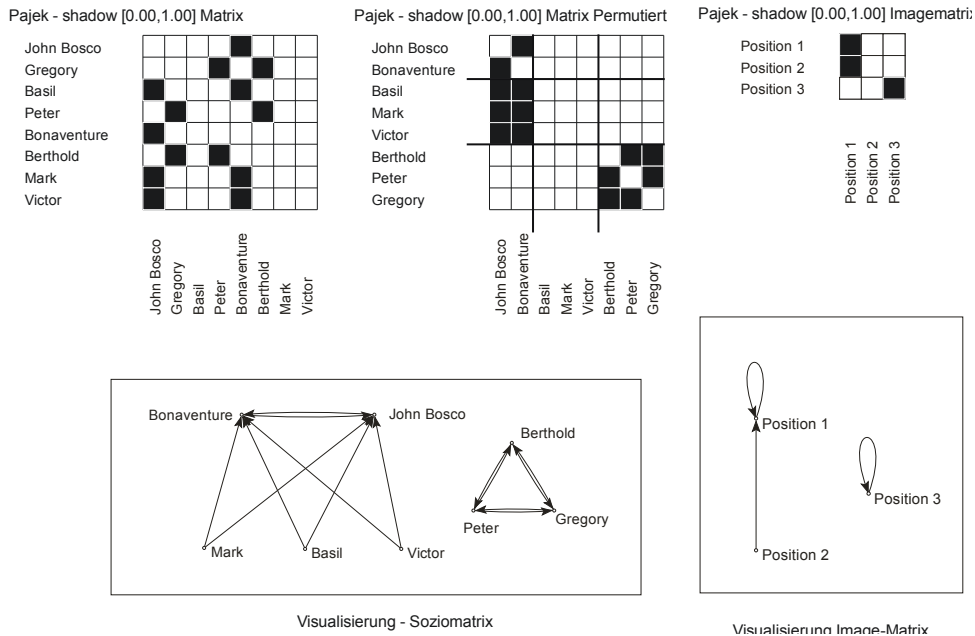 Pajek - shadow [0.00,1.00] Matrix
John Bosco
Gregory
Basil
Peter
Bonaventure
Berthold
Mark
Victor
John Bosco
Gregory
Basil
Peter
Bonaventure
Berthold
Mark
Victor
Pajek - shadow [0.00,1.00] Matrix Permutiert
John Bosco
Bonaventure
Basil
Mark
Victor
Berthold
Peter
Gregory
John Bosco
Bonaventure
Basil
Mark
Victor
Berthold
Peter
Gregory
Pajek - shadow [0.00,1.00] Imagematrix
Position 1
Position 2
Position 3
Position 1
Position 2
Position 3
Bonaventure
John Bosco
Berthold
Peter
Gregory
Mark
Basil
Victor
Visualisierung - Soziomatrix
Position 1
Position 3
Position 2
Visualisierung Image-Matrix